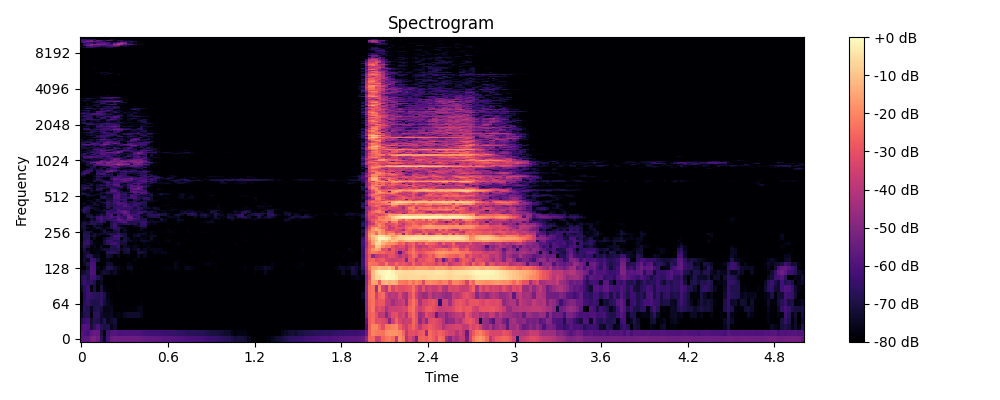 Spectrogram
8192
4096
2048
1024
512
256
128
64
0
Frequency
0 0.6 1.2 1.8 2.4 3 3.6 4.2 4.8
Time
+0 dB
-10 dB
-20 dB
-30 dB
-40 dB
-50 dB
-60 dB
-70 dB
-80 dB